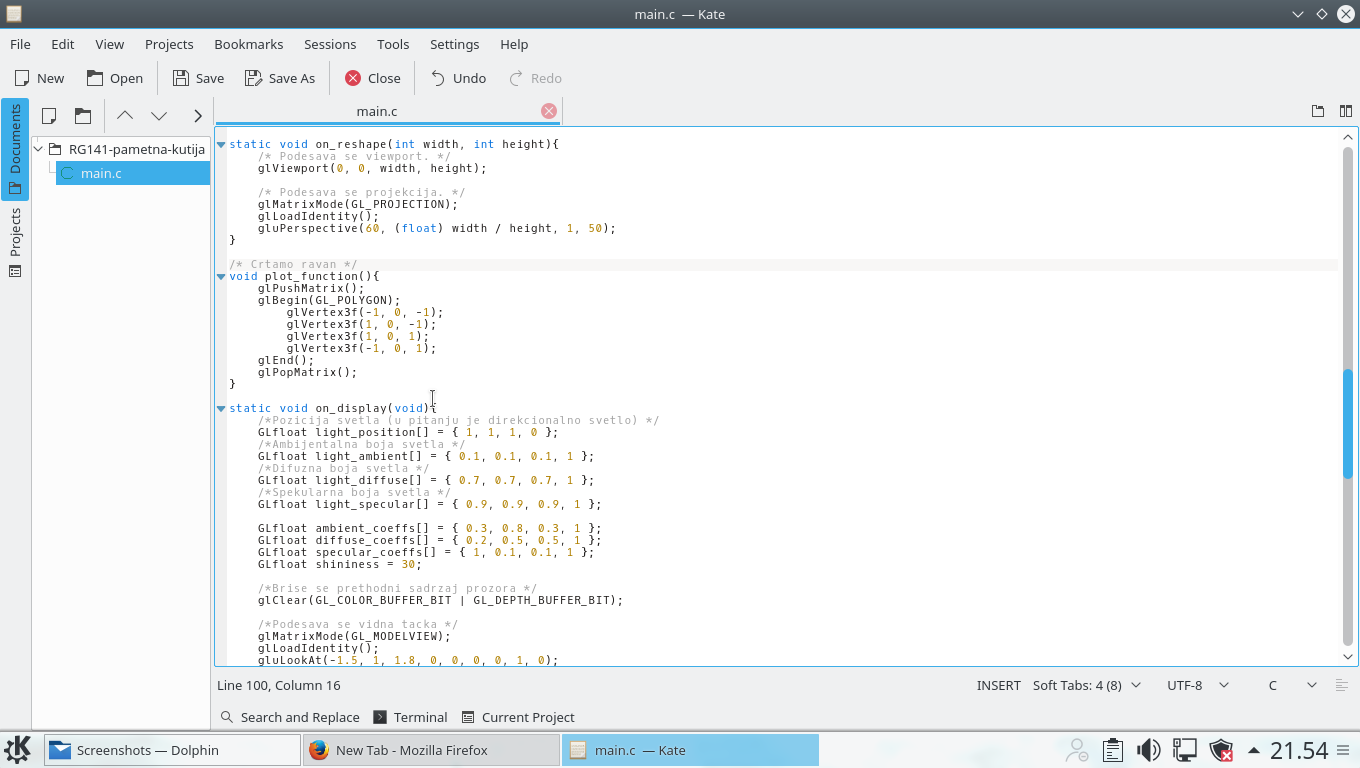 main.c — Kate
File Edit View Projects Bookmarks Sessions Tools Settings Help
New Open Save Save As Close Undo Redo
Documents
Projects
RG141-pametna-kutija
main.c
main.c
static void on_reshape(int width, int height){
    /* Podesava se viewport. */
    glViewport(0, 0, width, height);
    /* Podesava se projekcija. */
    glMatrixMode(GL_PROJECTION);
    glLoadIdentity();
    gluPerspective(60, (float) width / height, 1, 50);
}
/* Crtamo ravan */
void plot_function(){
    glPushMatrix();
    glBegin(GL_POLYGON);
        glVertex3f(-1, 0, -1);
        glVertex3f(1, 0, -1);
        glVertex3f(1, 0, 1);
        glVertex3f(-1, 0, 1);
    glEnd();
    glPopMatrix();
}
static void on_display(void){
    /*Pozicija svetla (u pitanju je direkcionalno svetlo) */
    GLfloat light_position[] = { 1, 1, 1, 0 };
    /*Ambijentalna boja svetla */
    GLfloat light_ambient[] = { 0.1, 0.1, 0.1, 1 };
    /*Difuzna boja svetla */
    GLfloat light_diffuse[] = { 0.7, 0.7, 0.7, 1 };
    /*Spekularna boja svetla */
    GLfloat light_specular[] = { 0.9, 0.9, 0.9, 1 };
    GLfloat ambient_coeffs[] = { 0.3, 0.8, 0.3, 1 };
    GLfloat diffuse_coeffs[] = { 0.2, 0.5, 0.5, 1 };
    GLfloat specular_coeffs[] = { 1, 0.1, 0.1, 1 };
    GLfloat shininess = 30;
    /*Brise se prethodni sadrzaj prozora */
    glClear(GL_COLOR_BUFFER_BIT | GL_DEPTH_BUFFER_BIT);
    /*Podesava se vidna tacka */
    glMatrixMode(GL_MODELVIEW);
    glLoadIdentity();
    gluLookAt(-1.5, 1, 1.8, 0, 0, 0, 0, 1, 0);
Line 100, Column 16 INSERT Soft Tabs: 4 (8) UTF-8 C
Search and Replace Terminal Current Project
Screenshots — Dolphin New Tab - Mozilla Firefox main.c — Kate 21.54